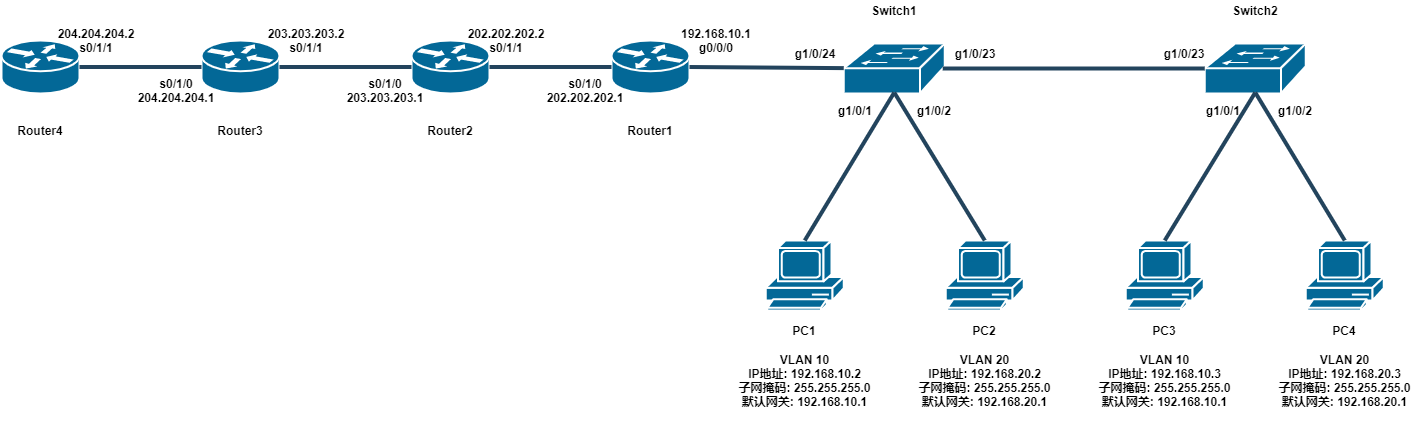 Switch1
Switch2
204.204.204.2
s0/1/1
203.203.203.2
s0/1/1
202.202.202.2
s0/1/1
192.168.10.1
g0/0/0
g1/0/24
g1/0/23
g1/0/23
s0/1/0
204.204.204.1
s0/1/0
203.203.203.1
s0/1/0
202.202.202.1
g1/0/1
g1/0/2
g1/0/1
g1/0/2
Router4
Router3
Router2
Router1
PC1
VLAN 10
IP地址: 192.168.10.2
子网掩码: 255.255.255.0
默认网关: 192.168.10.1
PC2
VLAN 20
IP地址: 192.168.20.2
子网掩码: 255.255.255.0
默认网关: 192.168.20.1
PC3
VLAN 10
IP地址: 192.168.10.3
子网掩码: 255.255.255.0
默认网关: 192.168.10.1
PC4
VLAN 20
IP地址: 192.168.20.3
子网掩码: 255.255.255.0
默认网关: 192.168.20.1